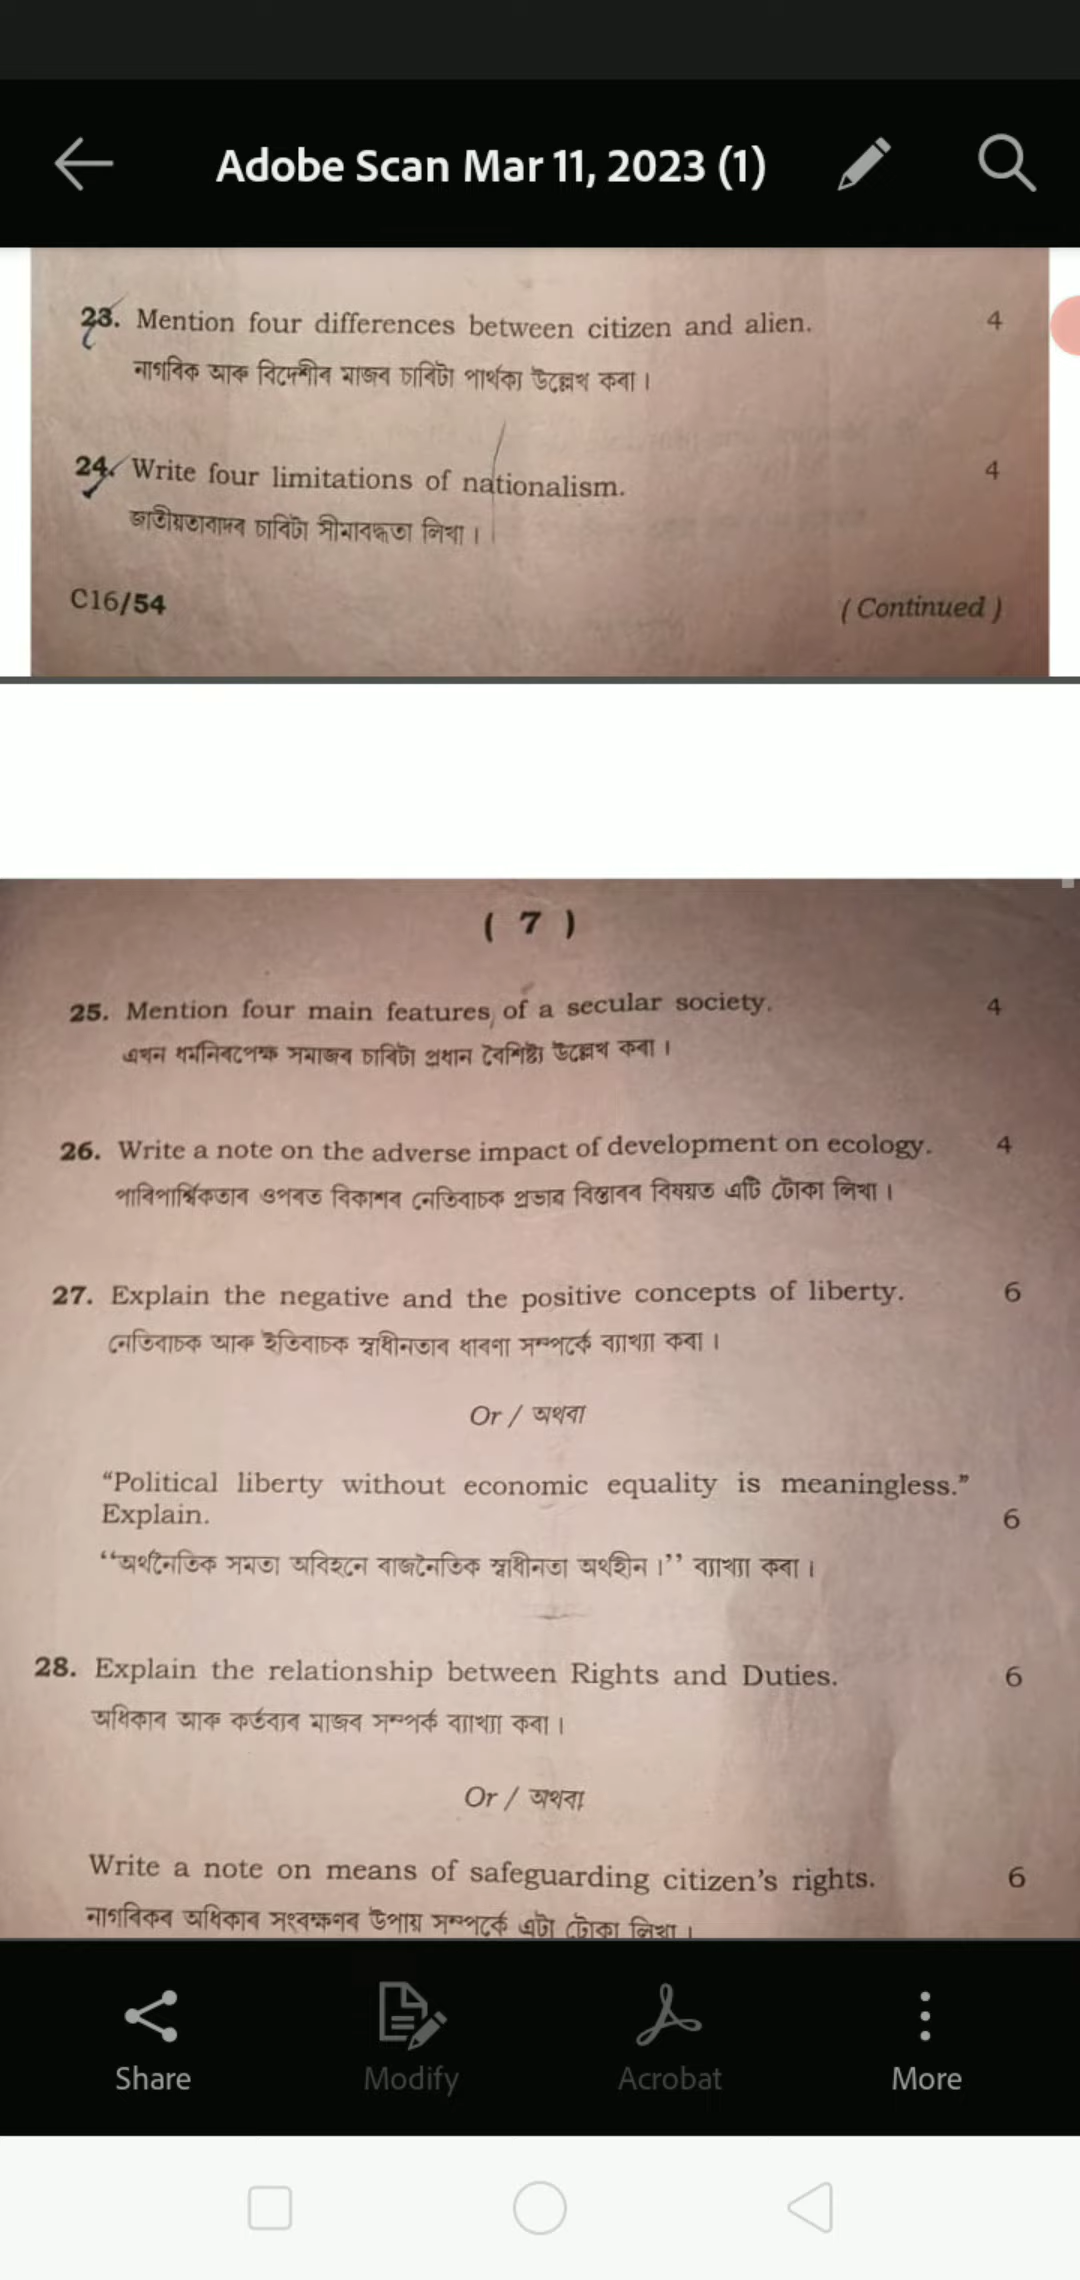 Adobe Scan Mar 11, 2023 (1)
23. Mention four differences between citizen and alien. 4
নাগৰিক আৰু বিদেশীৰ মাজৰ চাৰিটা পাৰ্থক্য উল্লেখ কৰা ।
24. Write four limitations of nationalism. 4
জাতীয়তাবাদৰ চাৰিটা সীমাবদ্ধতা লিখা ।
C16/54 ( Continued )
( 7 )
25. Mention four main features of a secular society. 4
এখন ধৰ্মনিৰপেক্ষ সমাজৰ চাৰিটা প্ৰধান বৈশিষ্ট্য উল্লেখ কৰা ।
26. Write a note on the adverse impact of development on ecology. 4
পাৰিপাৰ্শ্বিকতাৰ ওপৰত বিকাশৰ নেতিবাচক প্ৰভাৱ বিস্তাৰৰ বিষয়ত এটি টোকা লিখা ।
27. Explain the negative and the positive concepts of liberty. 6
নেতিবাচক আৰু ইতিবাচক স্বাধীনতাৰ ধাৰণা সম্পৰ্কে ব্যাখ্যা কৰা ।
Or / অথবা
“Political liberty without economic equality is meaningless.”
Explain. 6
‘‘অৰ্থনৈতিক সমতা অবিহনে ৰাজনৈতিক স্বাধীনতা অৰ্থহীন ।’’ ব্যাখ্যা কৰা ।
28. Explain the relationship between Rights and Duties. 6
অধিকাৰ আৰু কৰ্তব্যৰ মাজৰ সম্পৰ্ক ব্যাখ্যা কৰা ।
Or / অথবা
Write a note on means of safeguarding citizen’s rights. 6
নাগৰিকৰ অধিকাৰ সংৰক্ষণৰ উপায় সম্পৰ্কে এটা টোকা লিখা ।
Share Modify Acrobat More